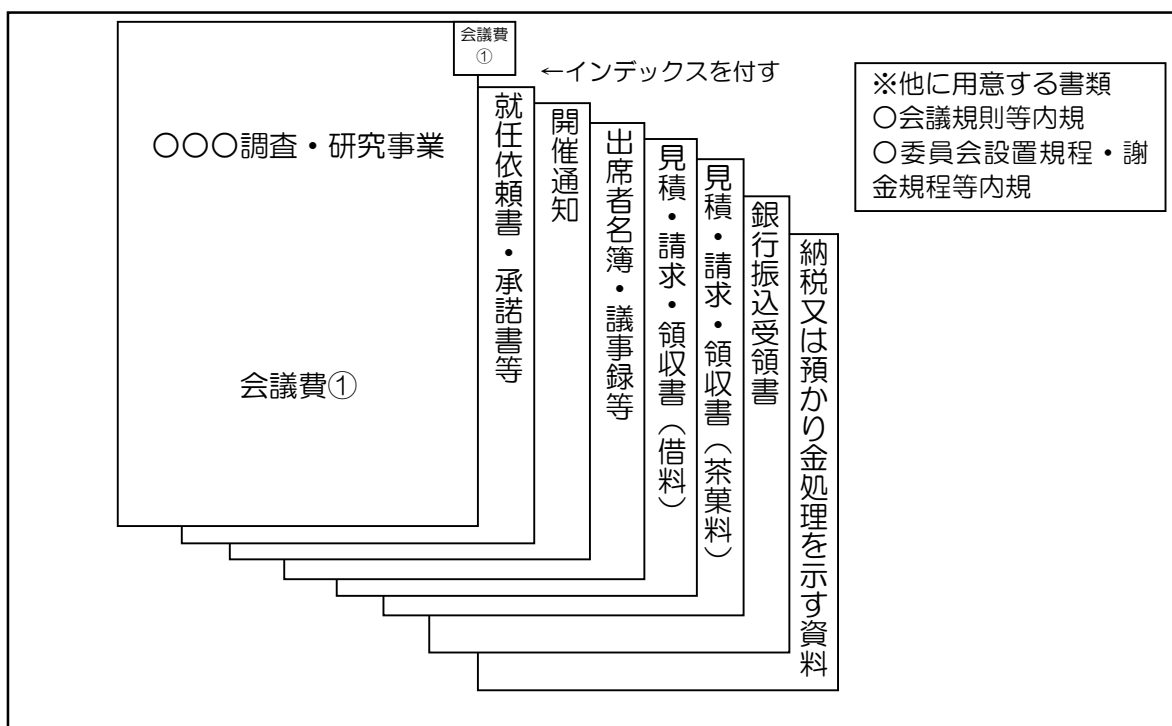 会議費
①
←インデックスを付す
○○○調査・研究事業
会議費①
就任依頼書・承諾書等
開催通知
出席者名簿・議事録等
見積・請求・領収書（借料）
見積・請求・領収書（茶菓料）
銀行振込受領書
納税又は預かり金処理を示す資料
※他に用意する書類
○会議規則等内規
○委員会設置規程・謝
金規程等内規